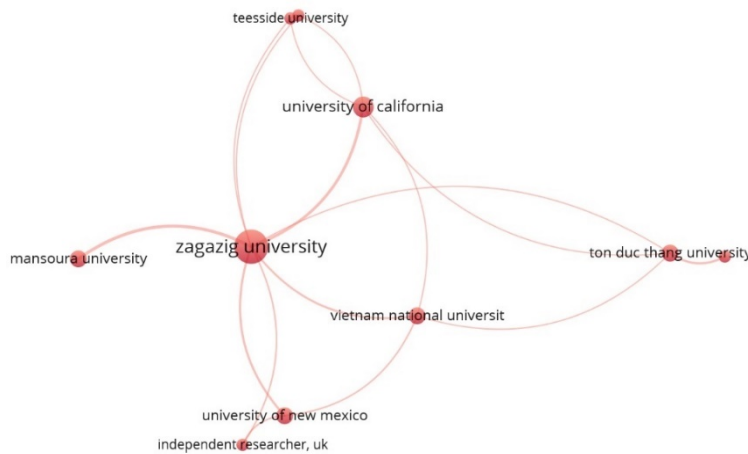 teesside university
university of california
zagazig university
mansoura university
ton duc thang university
vietnam national universit
university of new mexico
independent researcher, uk